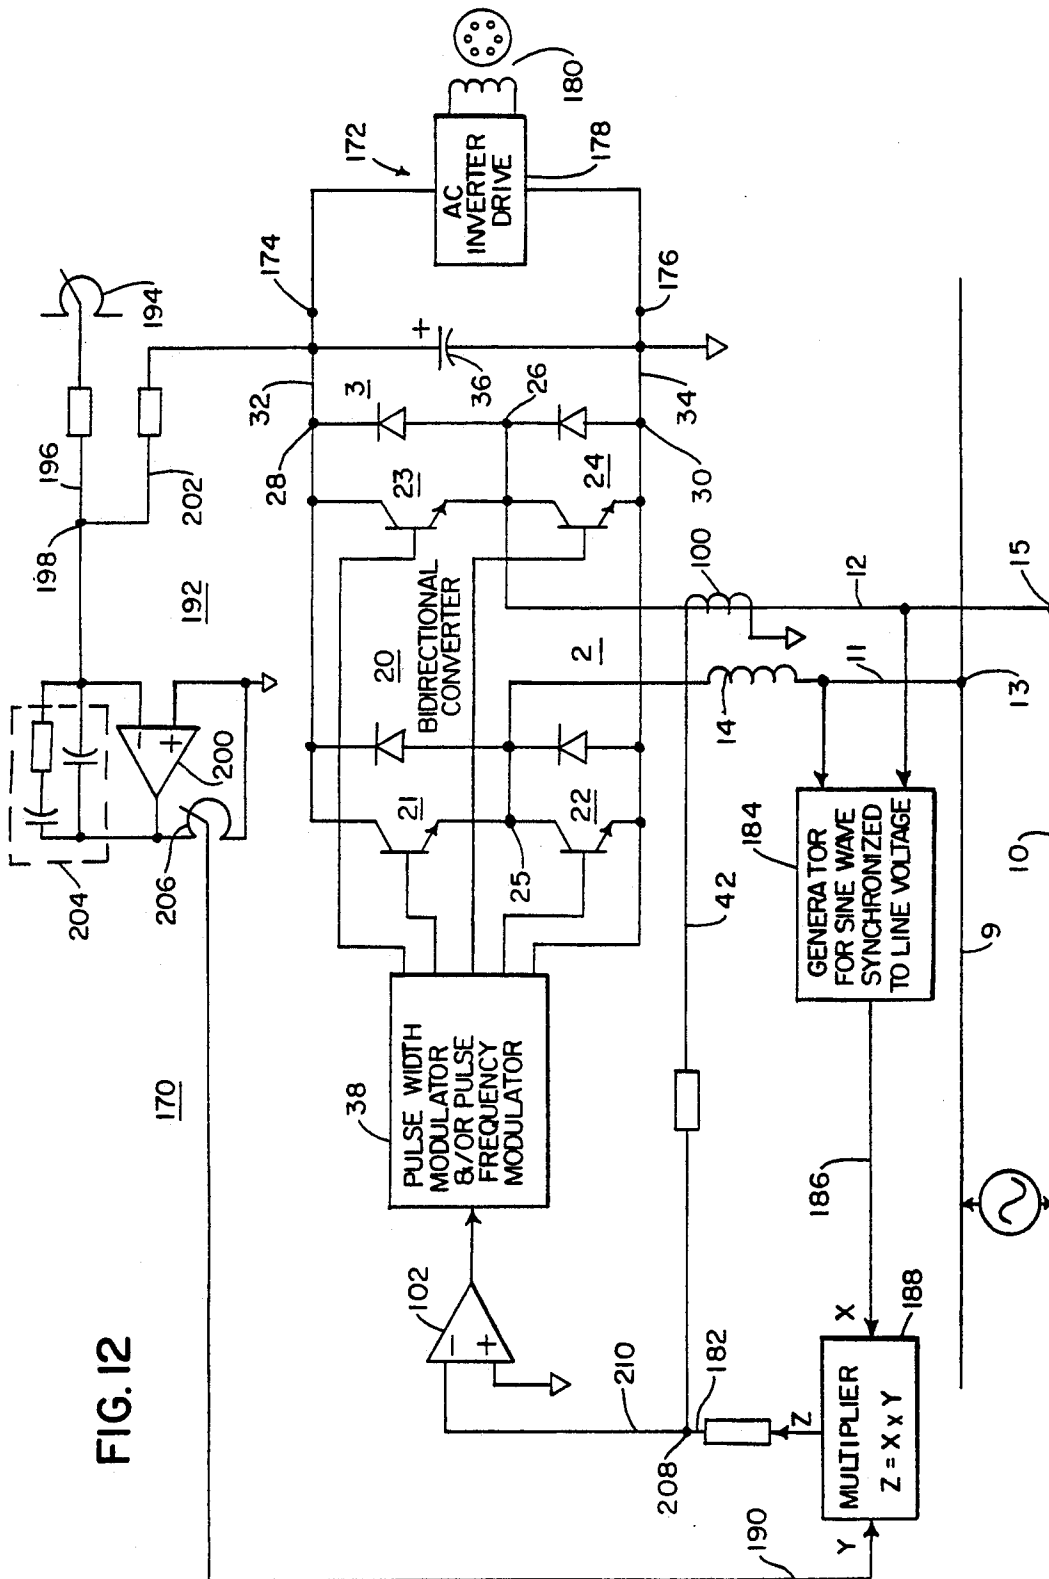 FIG. 12
170
192
204
206
200
198
196
202
194
174
172
AC
INVERTER
DRIVE
178
180
176
32
28
3
36
26
34
30
23
24
20
BIDIRECTIONAL
CONVERTER
2
21
22
25
38
PULSE WIDTH
MODULATOR
&/OR PULSE
FREQUENCY
MODULATOR
102
−
+
−
+
+
42
100
14
12
11
13
15
10
9
184
GENERATOR
FOR SINE WAVE
SYNCHRONIZED
TO LINE VOLTAGE
186
188
X
Y
Z
MULTIPLIER
Z = X x Y
182
208
210
190